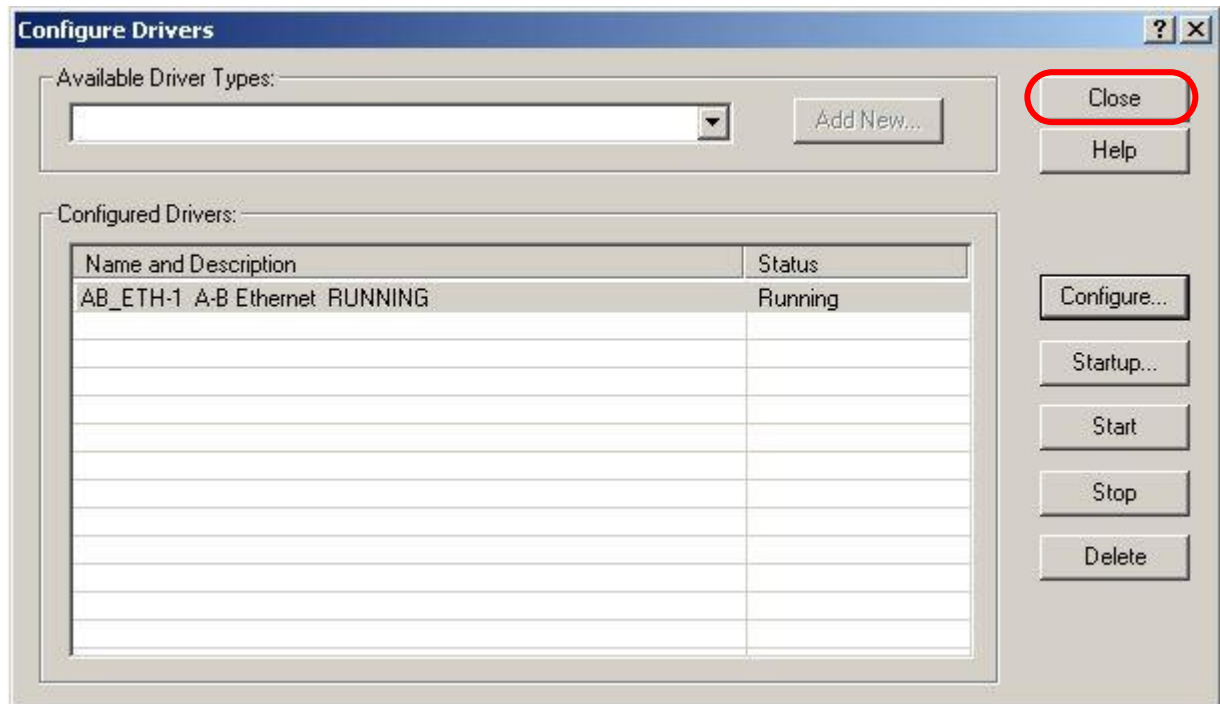 Configure Drivers
Available Driver Types:
Add New...
Close
Help
Configured Drivers:
Name and Description Status
AB_ETH-1 A-B Ethernet RUNNING Running
Configure...
Startup...
Start
Stop
Delete